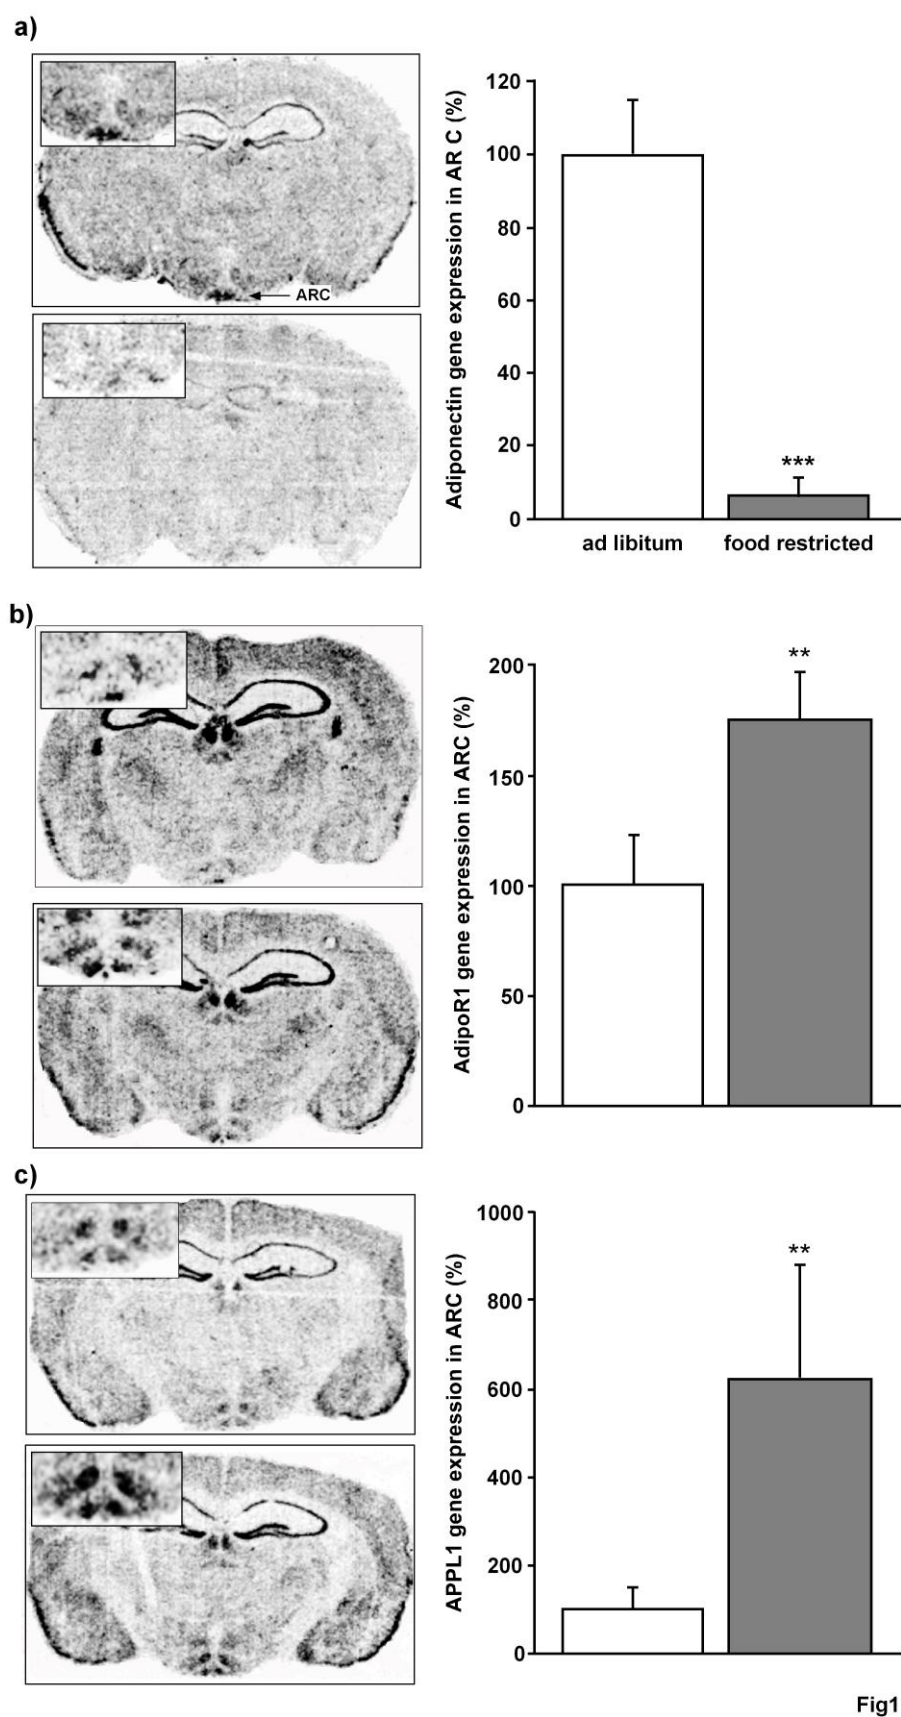 a)
ARC
Adiponectin gene expression in AR C (%)
120
100
80
60
40
20
0
***
ad libitum
food restricted
b)
AdipoR1 gene expression in ARC (%)
200
150
100
50
0
**
c)
APPL1 gene expression in ARC (%)
1000
800
600
400
200
0
**
Fig1